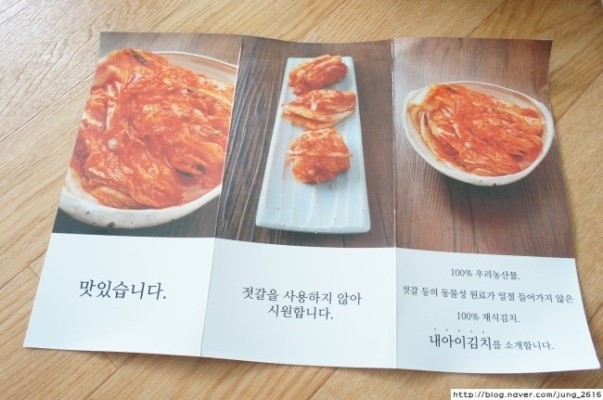 맛있습니다.
젓갈을 사용하지 않아
시원합니다.
100% 우리농산물.
젓갈 등의 동물성 원료가 일절 들어가지 않은
100% 채식김치.
내아이김치를 소개합니다.
http://blog.naver.com/jung_2616